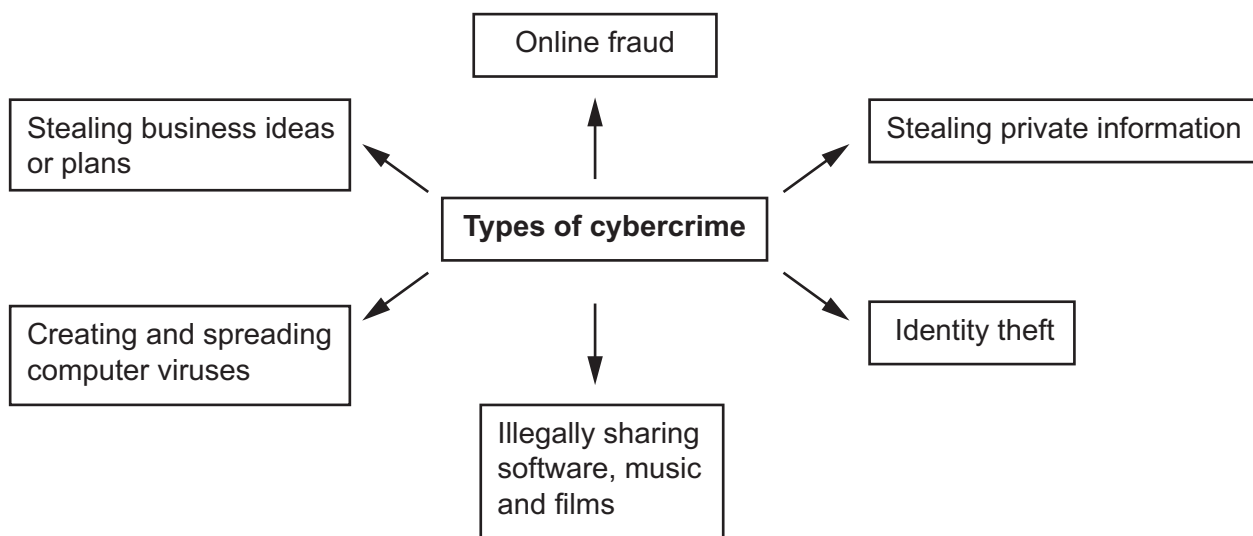 Online fraud
Stealing business ideas
or plans
Stealing private information
Types of cybercrime
Creating and spreading
computer viruses
Identity theft
Illegally sharing
software, music
and films